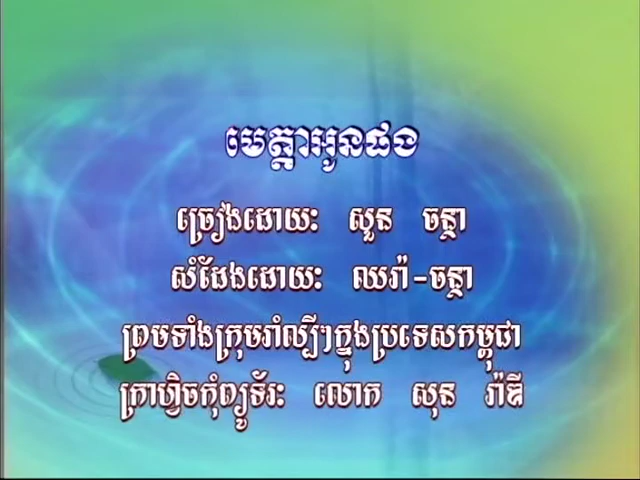 មេត្តាអូនផង
ច្រៀងដោយៈ សួន ចន្ថា
សំដែងដោយៈ ឈរ៉ា-ចន្ថា
ព្រមទាំងក្រុមរាំល្បីៗក្នុងប្រទេសកម្ពុជា
ក្រាហ្វិចកុំព្យូទ័រៈ លោក សុន រ៉ាឌី